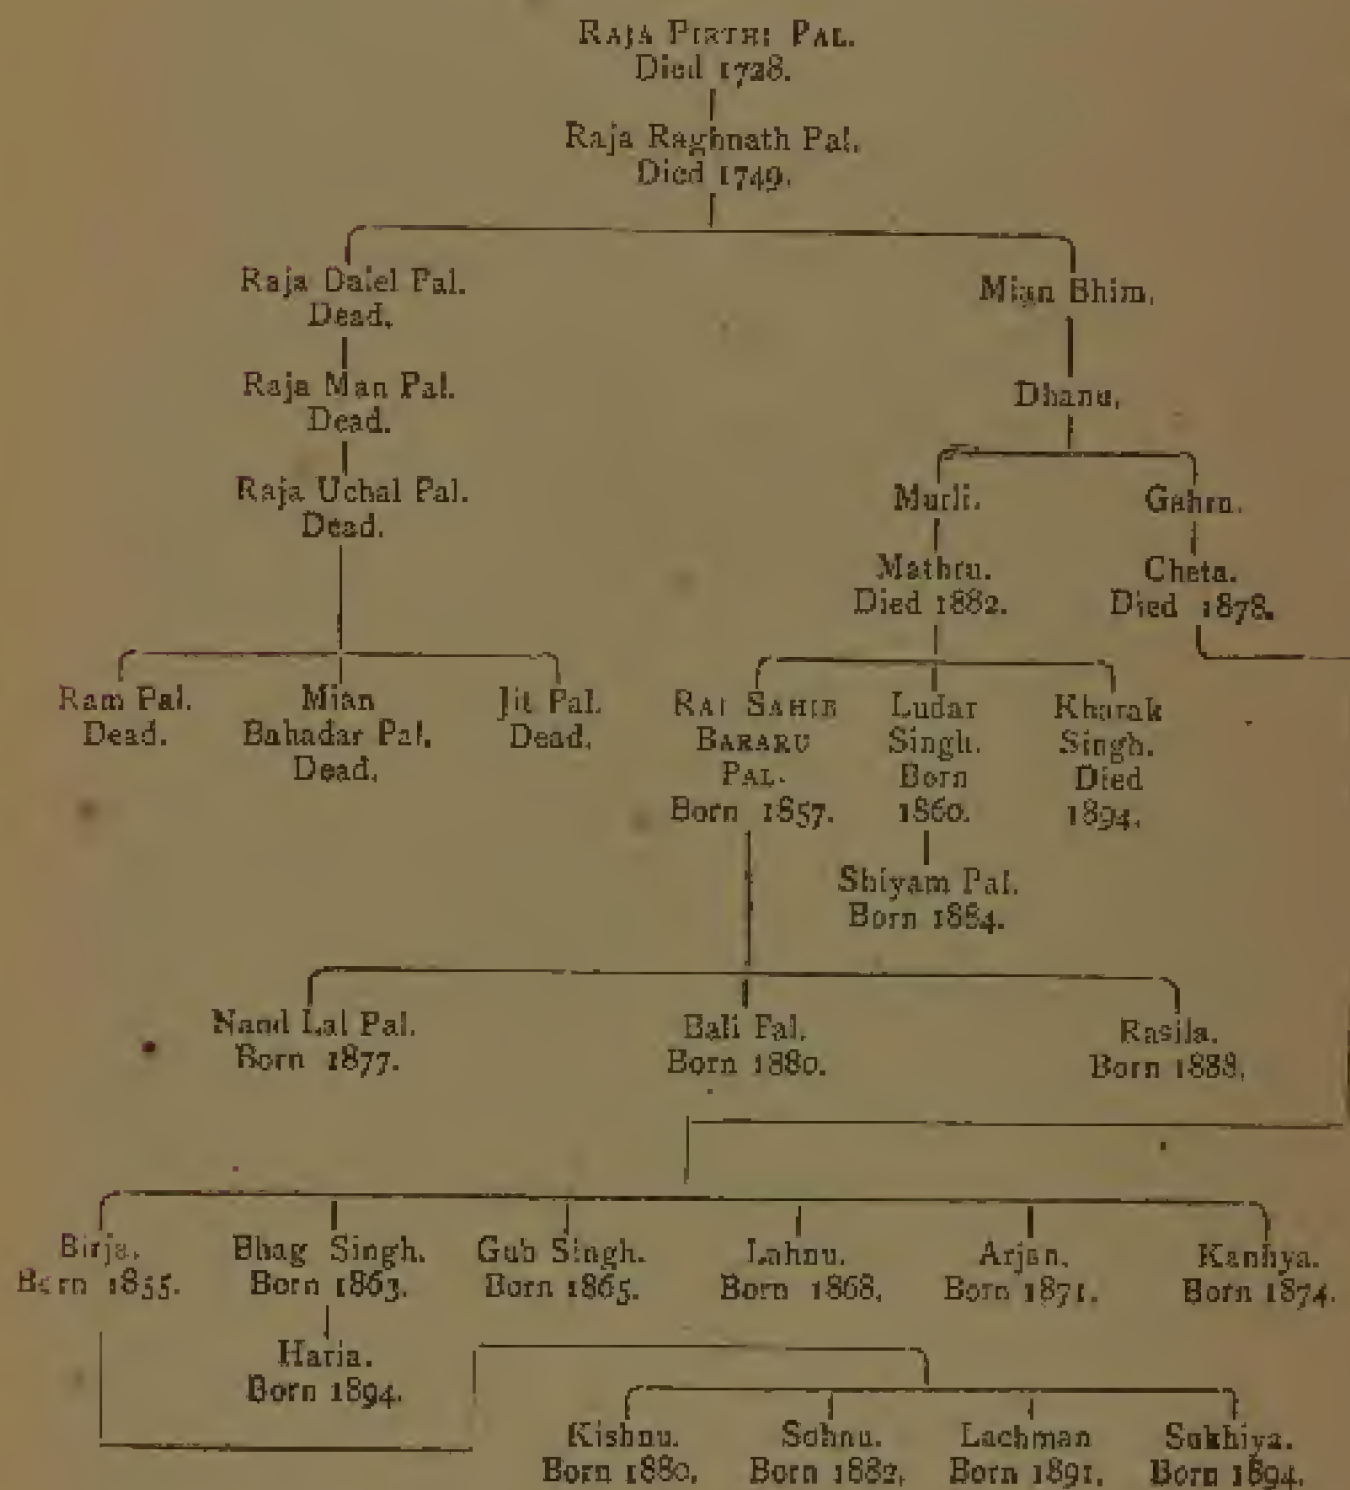 RAJA PIRTHI PAL.
Died 1728.
Raja Raghnath Pal.
Died 1749.
Raja Dalel Pal.
Dead.
Mian Bhim.
Raja Man Pal.
Dead.
Dhanu.
Raja Uchal Pal.
Dead.
Murli.
Gahru.
Mathru.
Died 1882.
Cheta.
Died 1878.
Ram Pal.
Dead.
Mian
Bahadar Pal.
Dead.
Jit Pal.
Dead.
RAI SAHIB
BARARU
PAL.
Born 1857.
Ludar
Singh.
Born
1860.
Kharak
Singh.
Died
1894.
Shiyam Pal.
Born 1884.
Nand Lal Pal.
Born 1877.
Bali Pal.
Born 1880.
Rasila.
Born 1888.
Birja.
Born 1855.
Bhag Singh.
Born 1863.
Gub Singh.
Born 1865.
Lahnu.
Born 1868.
Arjan.
Born 1871.
Kanhya.
Born 1874.
Haria.
Born 1894.
Kishnu.
Born 1880.
Sohnu.
Born 1882.
Lachman
Born 1891.
Sukhiya.
Born 1894.